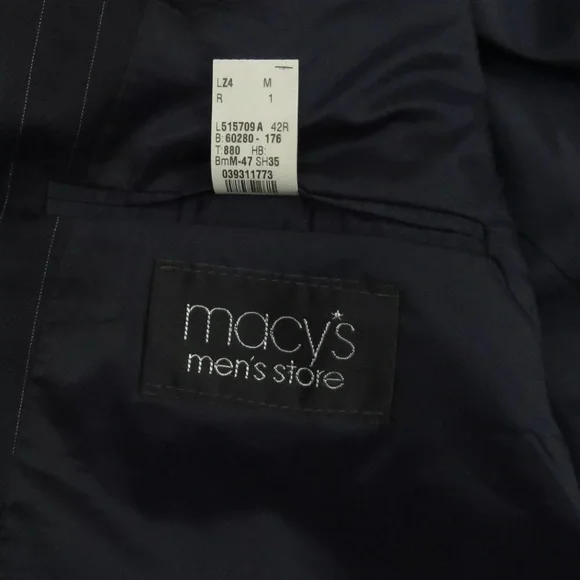 LZ4 M
R 1
L515709A 42R
B: 60280- 176
T:880 HB:
BmM-47 SH35
039311773
macy's
men's store